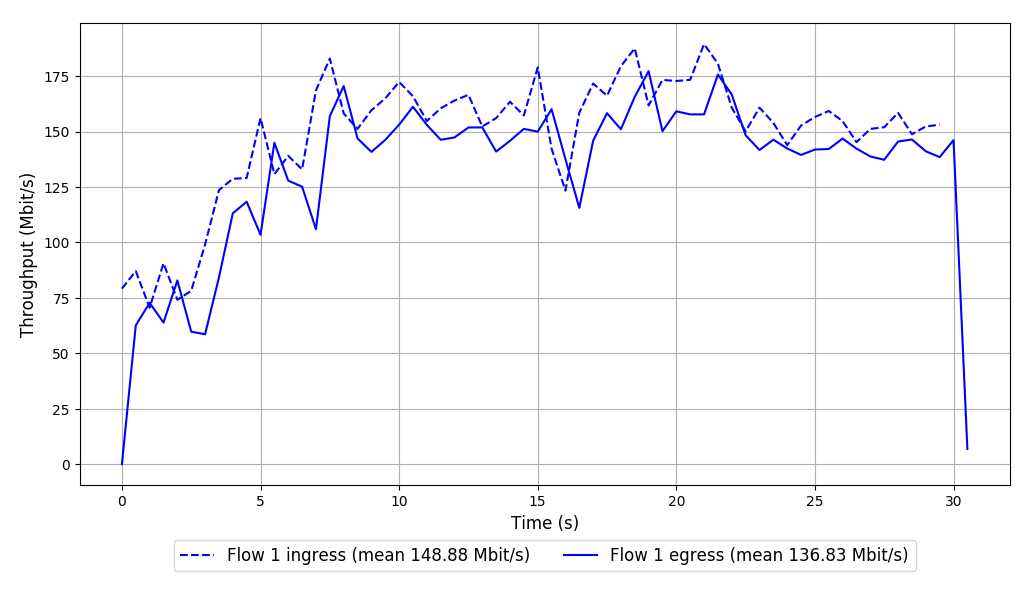 175
150
125
100
75
50
25
0
Throughput (Mbit/s)
0 5 10 15 20 25 30
Time (s)
Flow 1 ingress (mean 148.88 Mbit/s) Flow 1 egress (mean 136.83 Mbit/s)